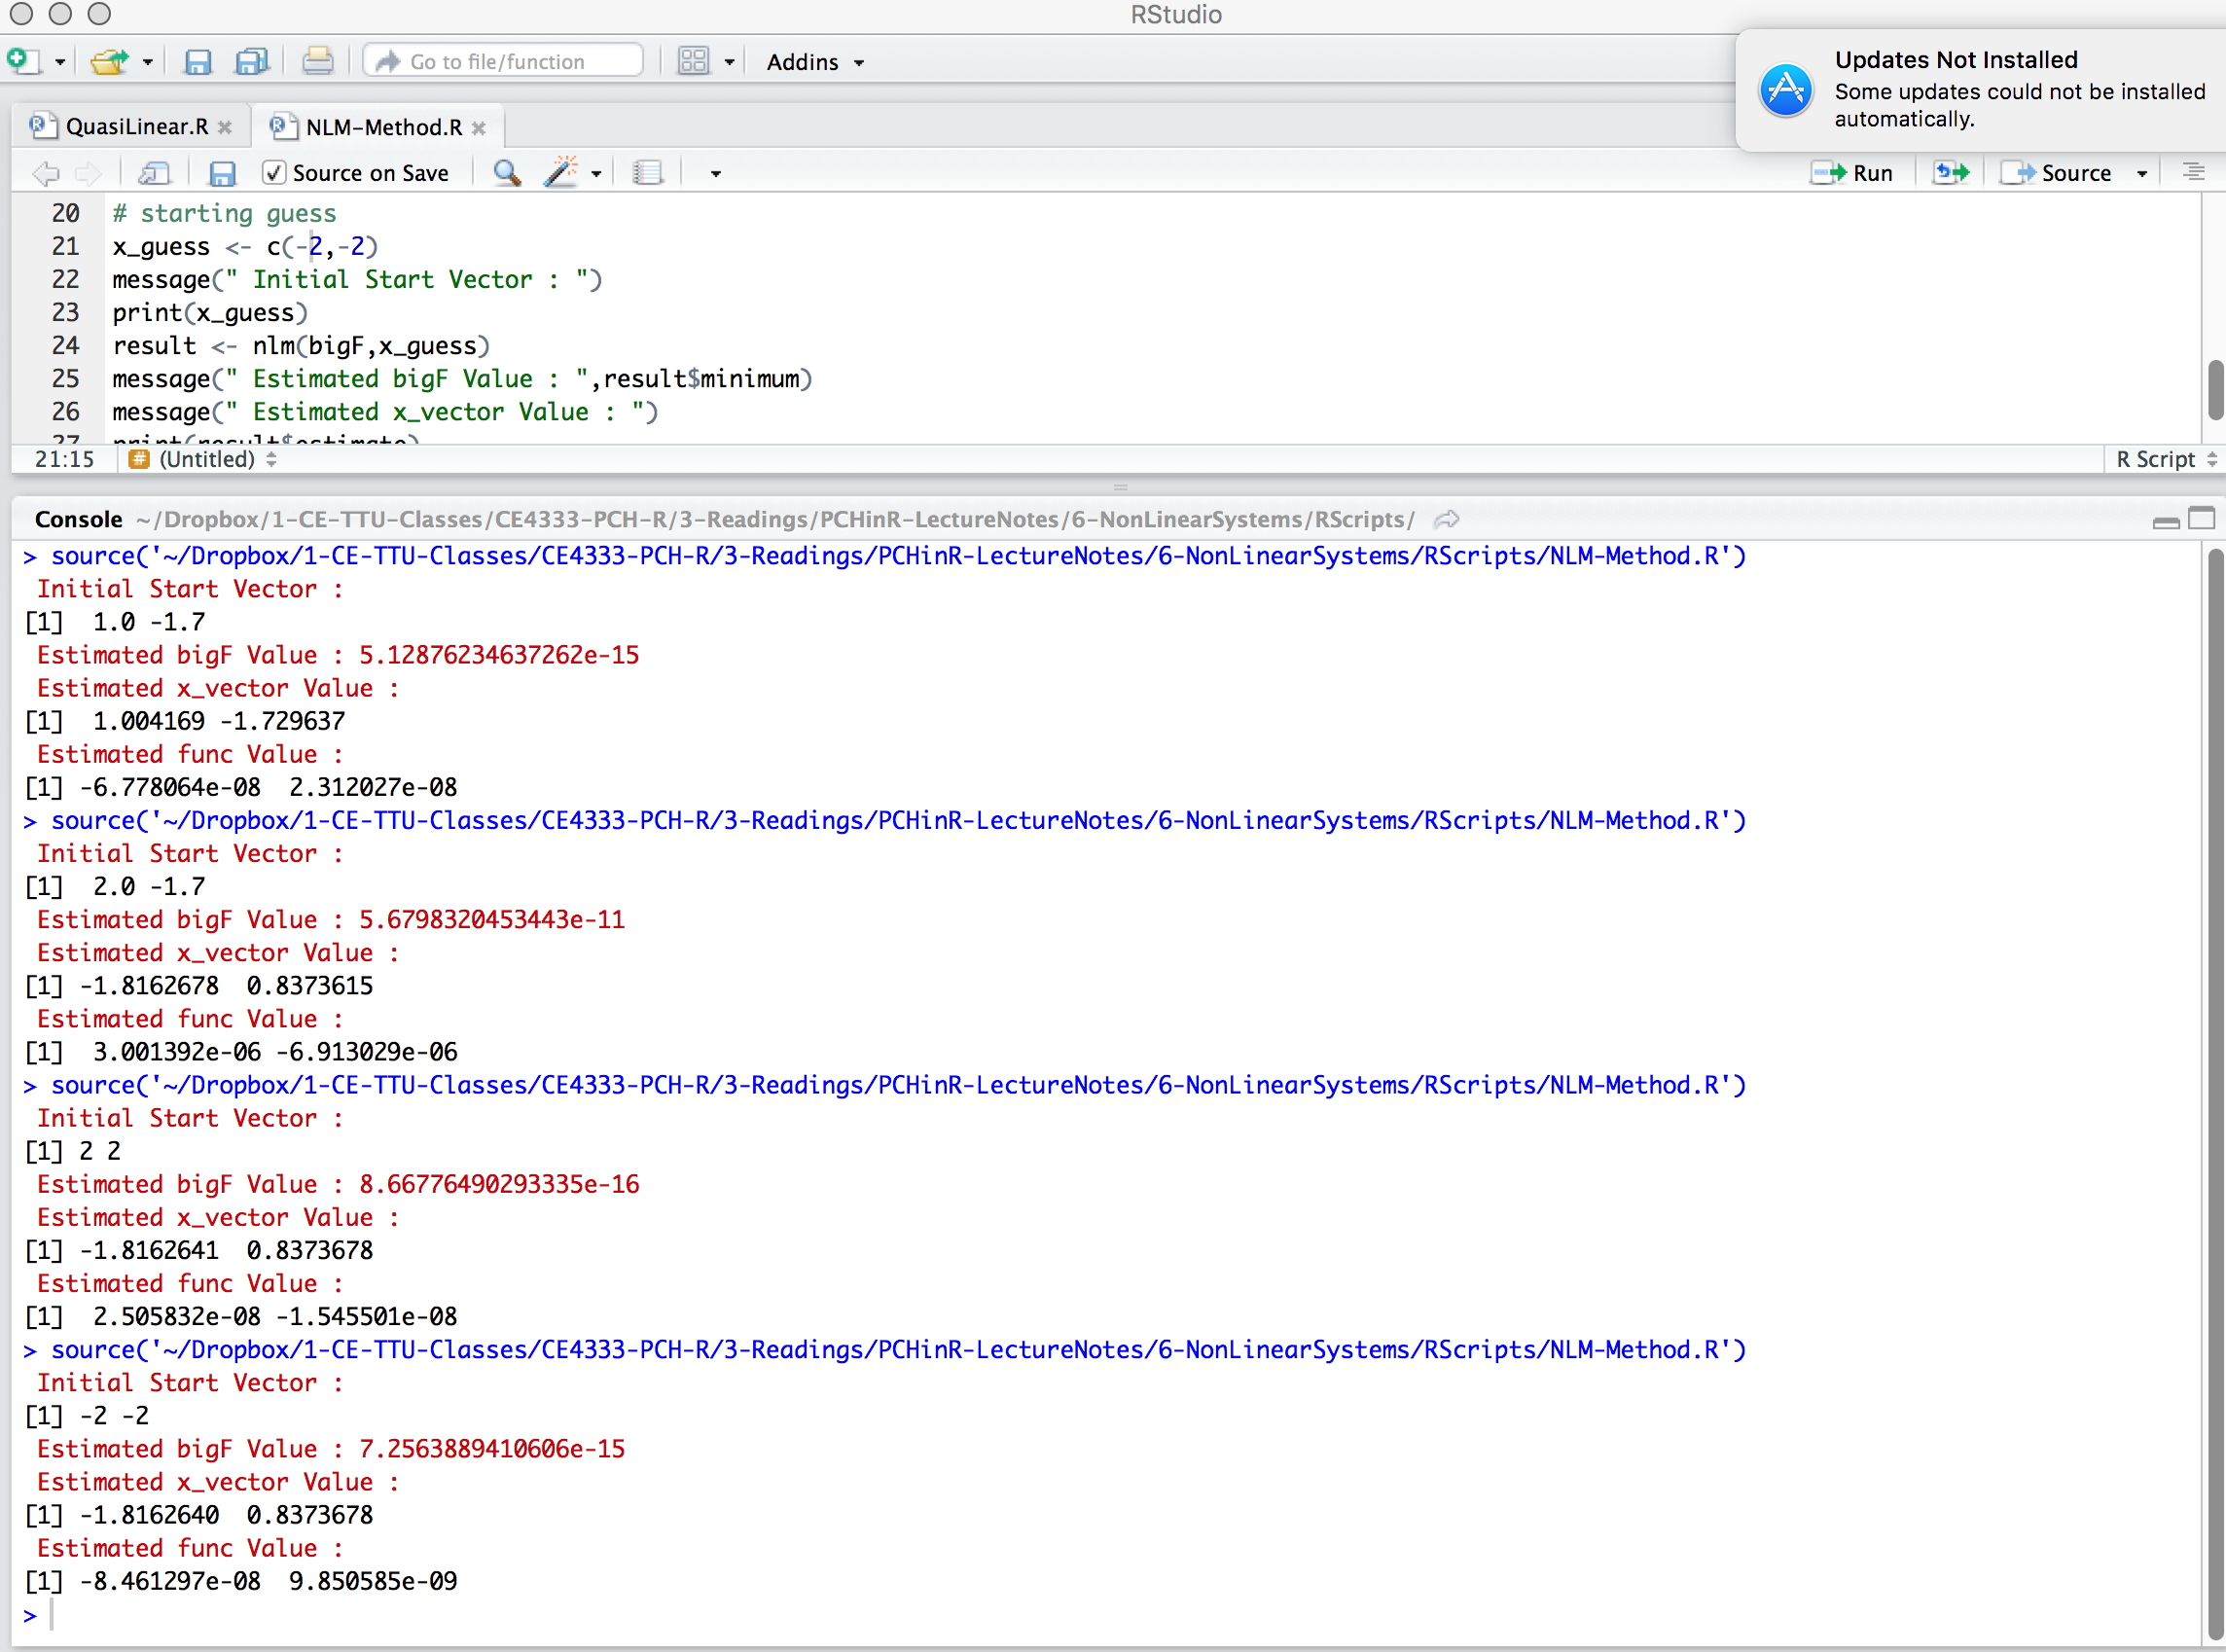 RStudio
Go to file/function
Addins
Updates Not Installed
Some updates could not be installed
automatically.
QuasiLinear.R
NLM-Method.R
Source on Save
Run
Source
20 # starting guess
21 x_guess <- c(-2,-2)
22 message(" Initial Start Vector : ")
23 print(x_guess)
24 result <- nlm(bigF,x_guess)
25 message(" Estimated bigF Value : ",result$minimum)
26 message(" Estimated x_vector Value : ")
27 print(result$estimate)
21:15
# (Untitled)
R Script
Console ~/Dropbox/1-CE-TTU-Classes/CE4333-PCH-R/3-Readings/PCHinR-LectureNotes/6-NonLinearSystems/RScripts/
> source('~/Dropbox/1-CE-TTU-Classes/CE4333-PCH-R/3-Readings/PCHinR-LectureNotes/6-NonLinearSystems/RScripts/NLM-Method.R')
Initial Start Vector :
[1]  1.0 -1.7
Estimated bigF Value : 5.12876234637262e-15
Estimated x_vector Value :
[1]  1.004169 -1.729637
Estimated func Value :
[1] -6.778064e-08  2.312027e-08
> source('~/Dropbox/1-CE-TTU-Classes/CE4333-PCH-R/3-Readings/PCHinR-LectureNotes/6-NonLinearSystems/RScripts/NLM-Method.R')
Initial Start Vector :
[1]  2.0 -1.7
Estimated bigF Value : 5.6798320453443e-11
Estimated x_vector Value :
[1] -1.8162678  0.8373615
Estimated func Value :
[1]  3.001392e-06 -6.913029e-06
> source('~/Dropbox/1-CE-TTU-Classes/CE4333-PCH-R/3-Readings/PCHinR-LectureNotes/6-NonLinearSystems/RScripts/NLM-Method.R')
Initial Start Vector :
[1] 2 2
Estimated bigF Value : 8.66776490293335e-16
Estimated x_vector Value :
[1] -1.8162641  0.8373678
Estimated func Value :
[1]  2.505832e-08 -1.545501e-08
> source('~/Dropbox/1-CE-TTU-Classes/CE4333-PCH-R/3-Readings/PCHinR-LectureNotes/6-NonLinearSystems/RScripts/NLM-Method.R')
Initial Start Vector :
[1] -2 -2
Estimated bigF Value : 7.2563889410606e-15
Estimated x_vector Value :
[1] -1.8162640  0.8373678
Estimated func Value :
[1] -8.461297e-08  9.850585e-09
>